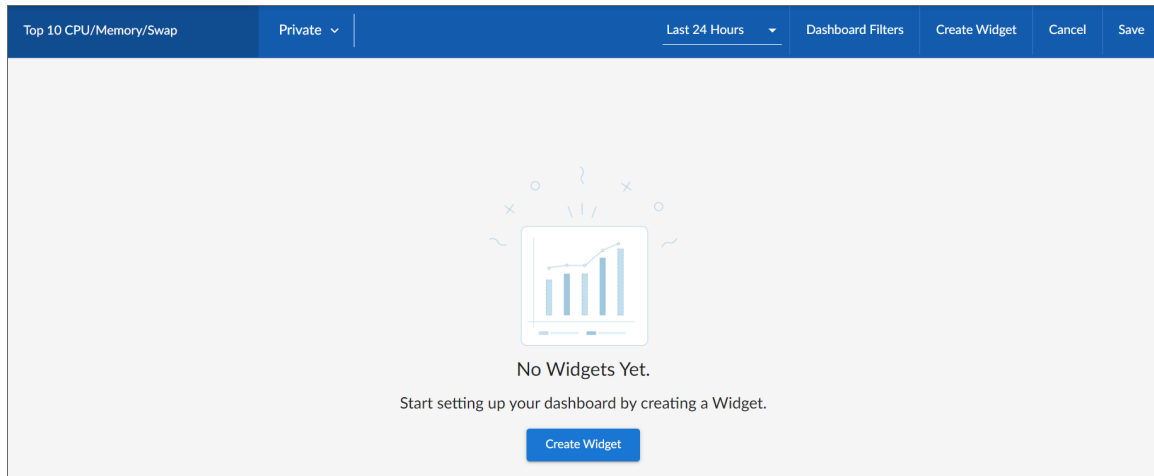 Top 10 CPU/Memory/Swap Private Last 24 Hours Dashboard Filters Create Widget Cancel Save
No Widgets Yet.
Start setting up your dashboard by creating a Widget.
Create Widget